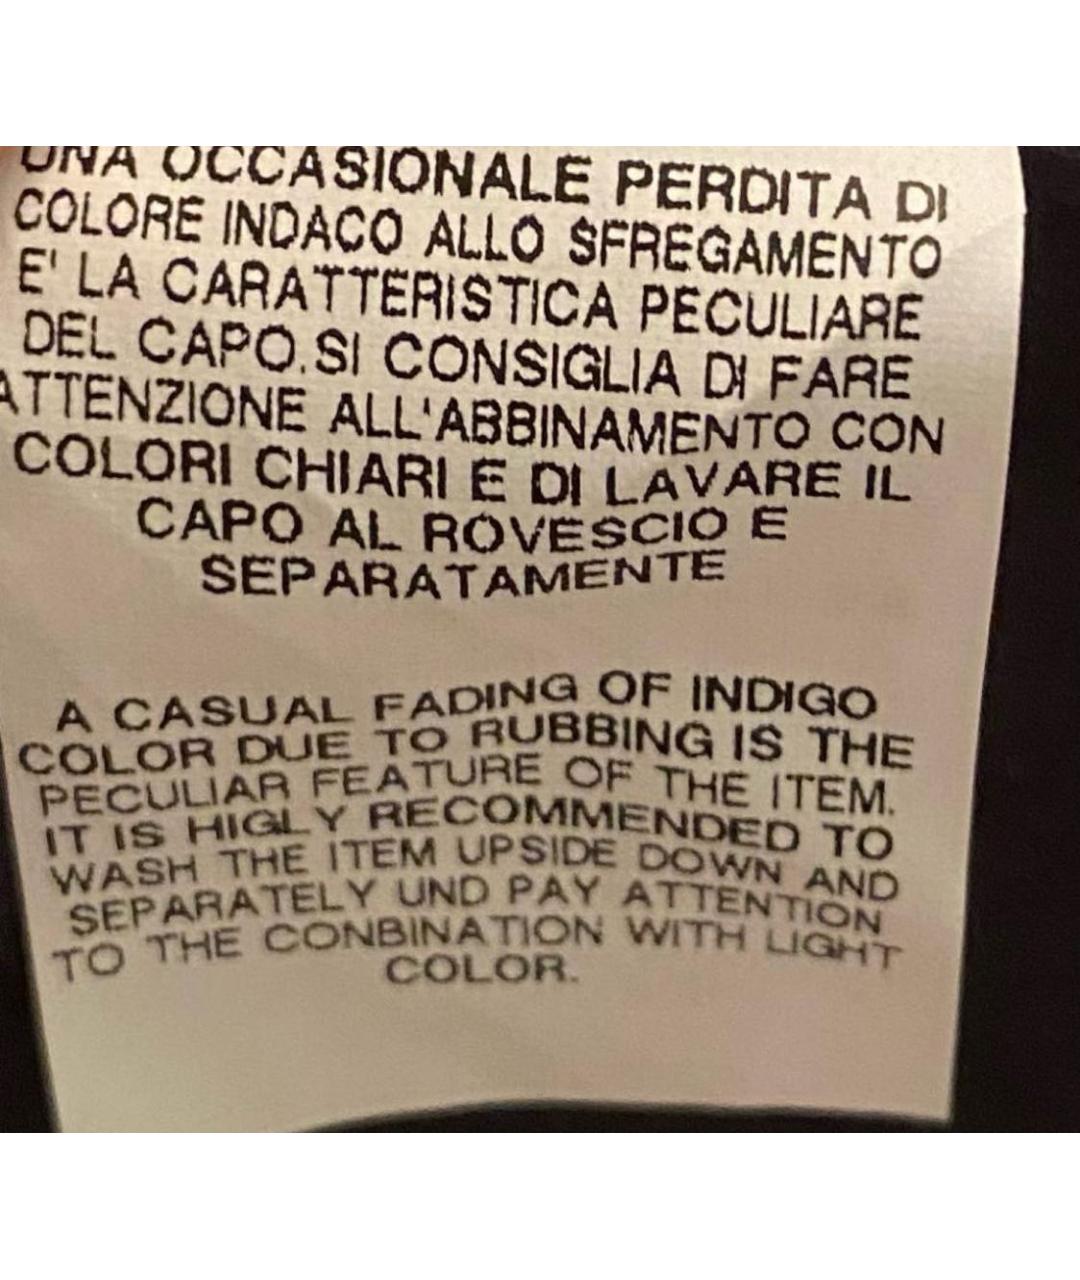 UNA OCCASIONALE PERDITA DI
COLORE INDACO ALLO SFREGAMENTO
E' LA CARATTERISTICA PECULIARE
DEL CAPO.SI CONSIGLIA DI FARE
ATTENZIONE ALL'ABBINAMENTO CON
COLORI CHIARI E DI LAVARE IL
CAPO AL ROVESCIO E
SEPARATAMENTE
A CASUAL FADING OF INDIGO
COLOR DUE TO RUBBING IS THE
PECULIAR FEATURE OF THE ITEM.
IT IS HIGLY RECOMMENDED TO
WASH THE ITEM UPSIDE DOWN AND
SEPARATELY UND PAY ATTENTION
TO THE CONBINATION WITH LIGHT
COLOR.